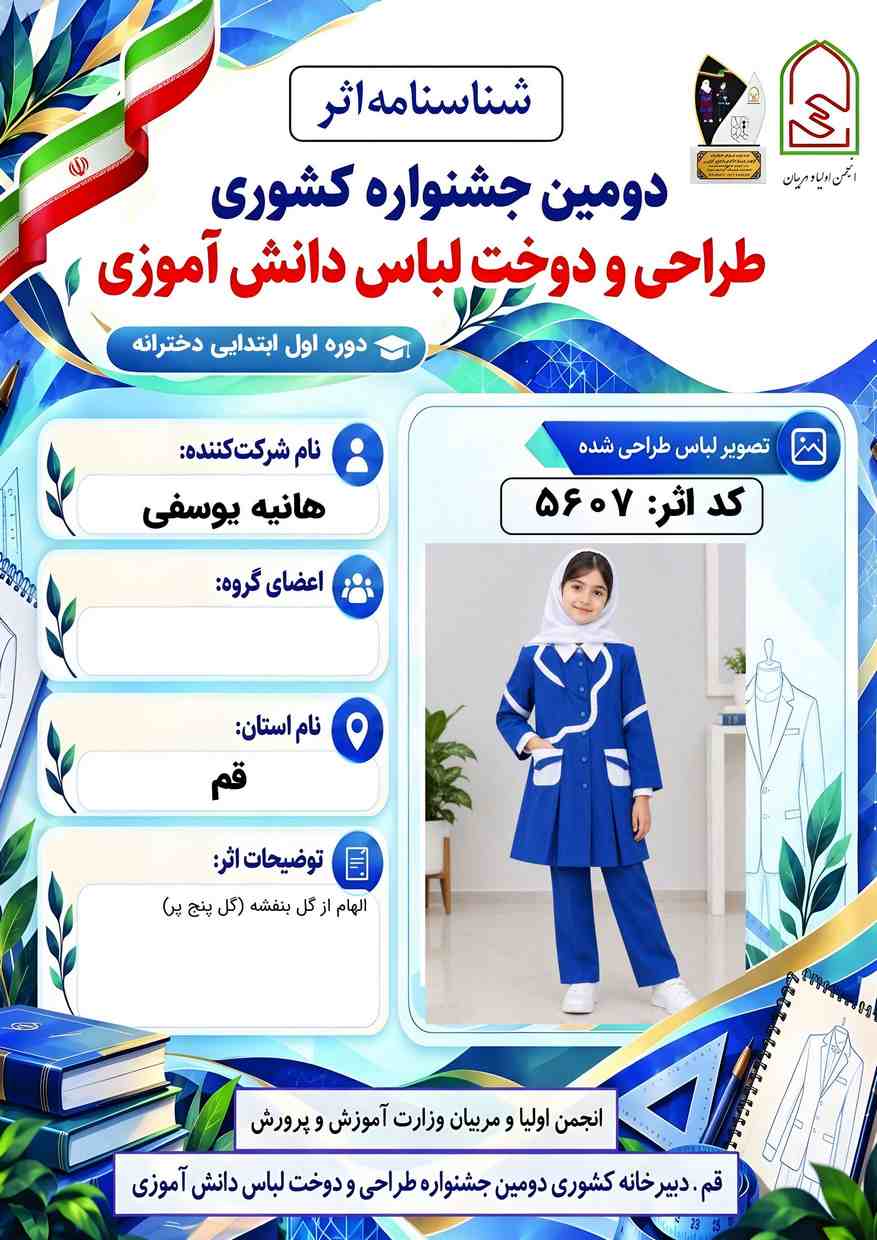 شناسنامه اثر
انجمن اولیا و مربیان
دومین جشنواره کشوری
طراحی و دوخت لباس دانش آموزی
دوره اول ابتدایی دخترانه
تصویر لباس طراحی شده
کد اثر: ۵۶۰۷
نام شرکت‌کننده:
هانیه یوسفی
اعضای گروه:
نام استان:
قم
توضیحات اثر:
الهام از گل بنفشه (گل پنج پر)
انجمن اولیا و مربیان وزارت آموزش و پرورش
قم . دبیرخانه کشوری دومین جشنواره طراحی و دوخت لباس دانش آموزی